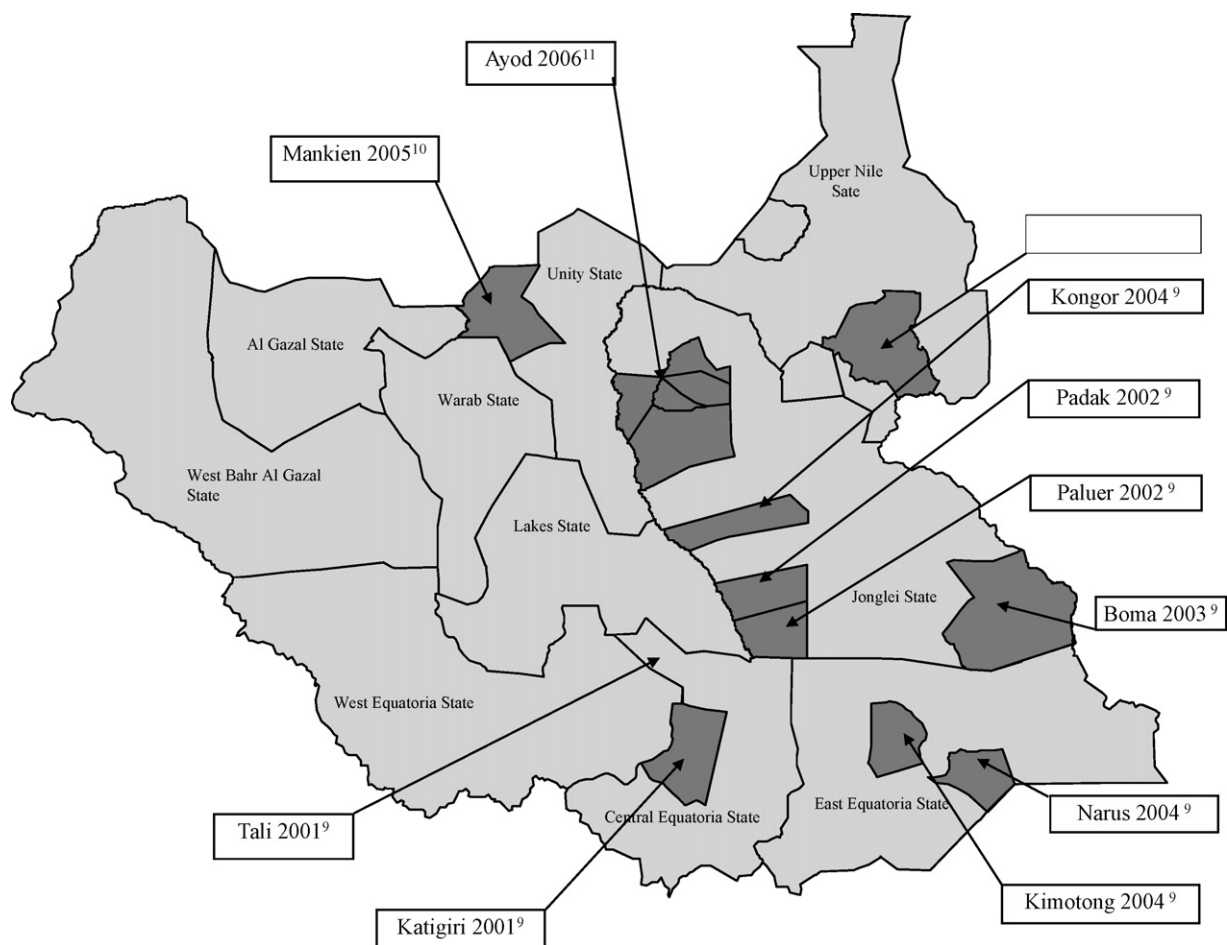 Ayod 2006¹¹
Mankien 2005¹⁰
Upper Nile
Sate
Unity State
Kongor 2004 ⁹
Al Gazal State
Warab State
Padak 2002 ⁹
West Bahr Al Gazal
State
Paluer 2002 ⁹
Lakes State
Jonglei State
Boma 2003 ⁹
West Equatoria State
East Equatoria State
Narus 2004 ⁹
Central Equatoria State
Tali 2001⁹
Kimotong 2004 ⁹
Katigiri 2001⁹